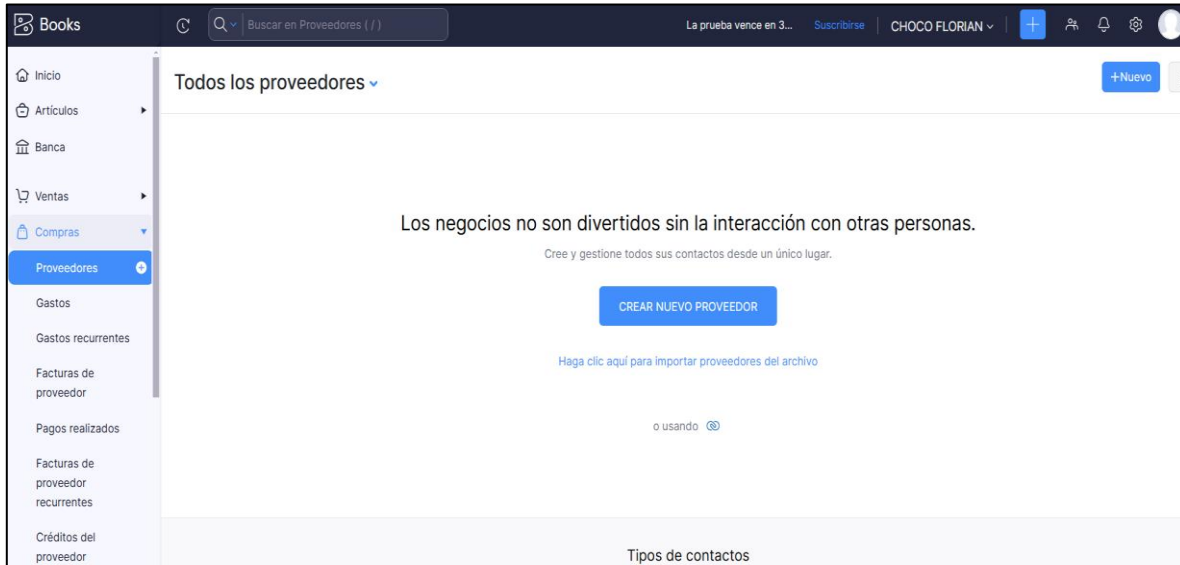 Books
Buscar en Proveedores ( / )
La prueba vence en 3...
Suscribirse
CHOCO FLORIAN
Inicio
Artículos
Banca
Ventas
Compras
Proveedores
Gastos
Gastos recurrentes
Facturas de
proveedor
Pagos realizados
Facturas de
proveedor
recurrentes
Créditos del
proveedor
Todos los proveedores
+Nuevo
Los negocios no son divertidos sin la interacción con otras personas.
Cree y gestione todos sus contactos desde un único lugar.
CREAR NUEVO PROVEEDOR
Haga clic aquí para importar proveedores del archivo
o usando
Tipos de contactos